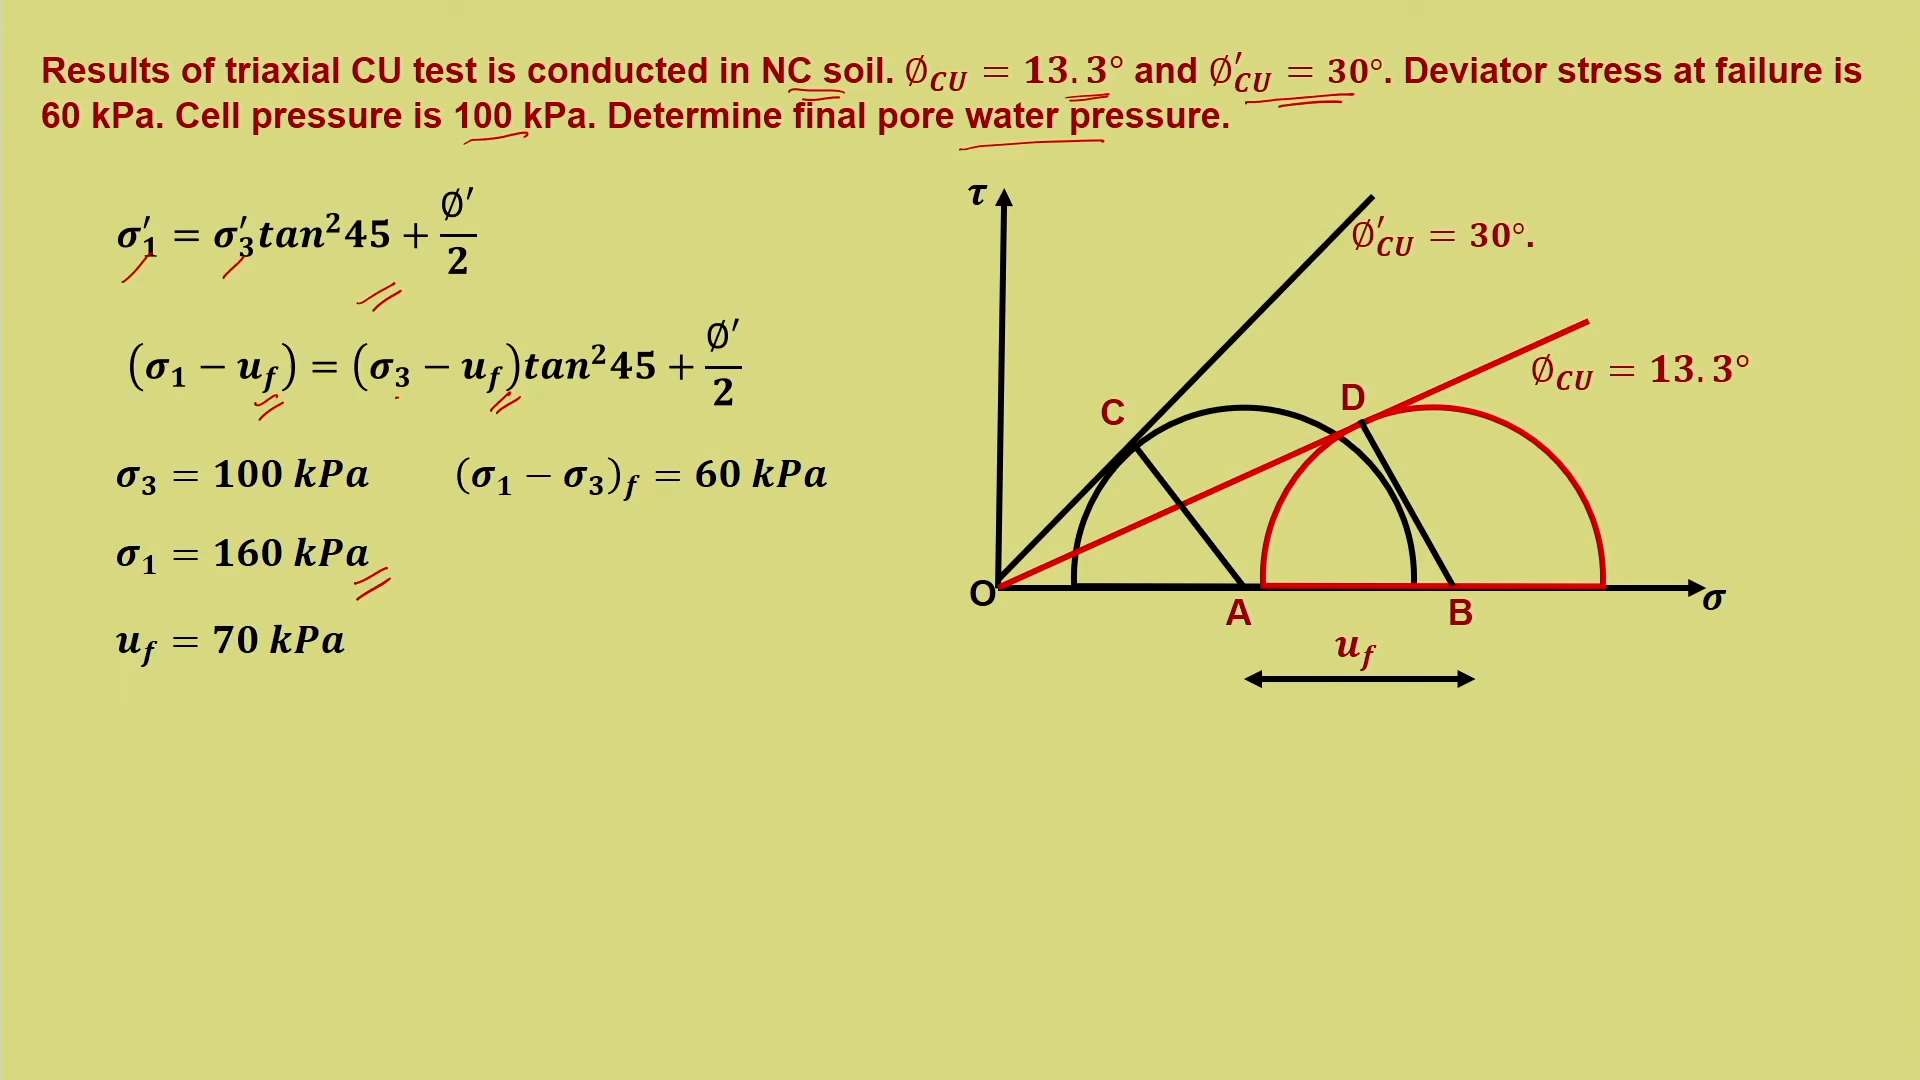 Results of triaxial CU test is conducted in NC soil. ∅CU = 13.3° and ∅′CU = 30°. Deviator stress at failure is
60 kPa. Cell pressure is 100 kPa. Determine final pore water pressure.
σ′1 = σ′3 tan²45 + ∅′/2
(σ1 − uf) = (σ3 − uf)tan²45 + ∅′/2
σ3 = 100 kPa (σ1 − σ3)f = 60 kPa
σ1 = 160 kPa
uf = 70 kPa
τ
∅′CU = 30°.
∅CU = 13.3°
C
D
O
A
B
σ
uf